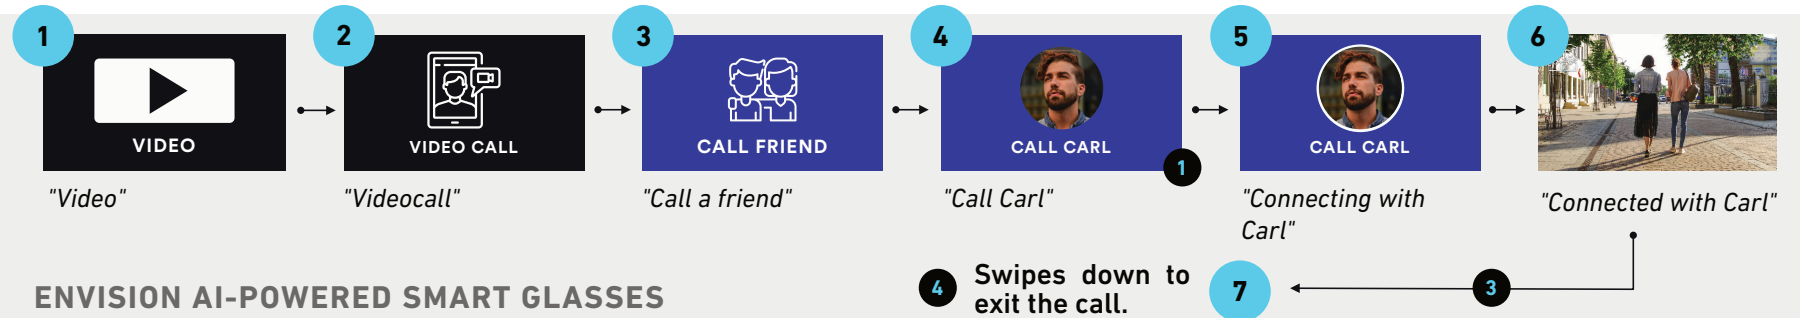 1
2
3
4
5
6
VIDEO
VIDEO CALL
CALL FRIEND
CALL CARL
CALL CARL
1
"Video"
"Videocall"
"Call a friend"
"Call Carl"
"Connecting with
Carl"
"Connected with Carl"
ENVISION AI-POWERED SMART GLASSES
4
Swipes down to
exit the call.
7
3